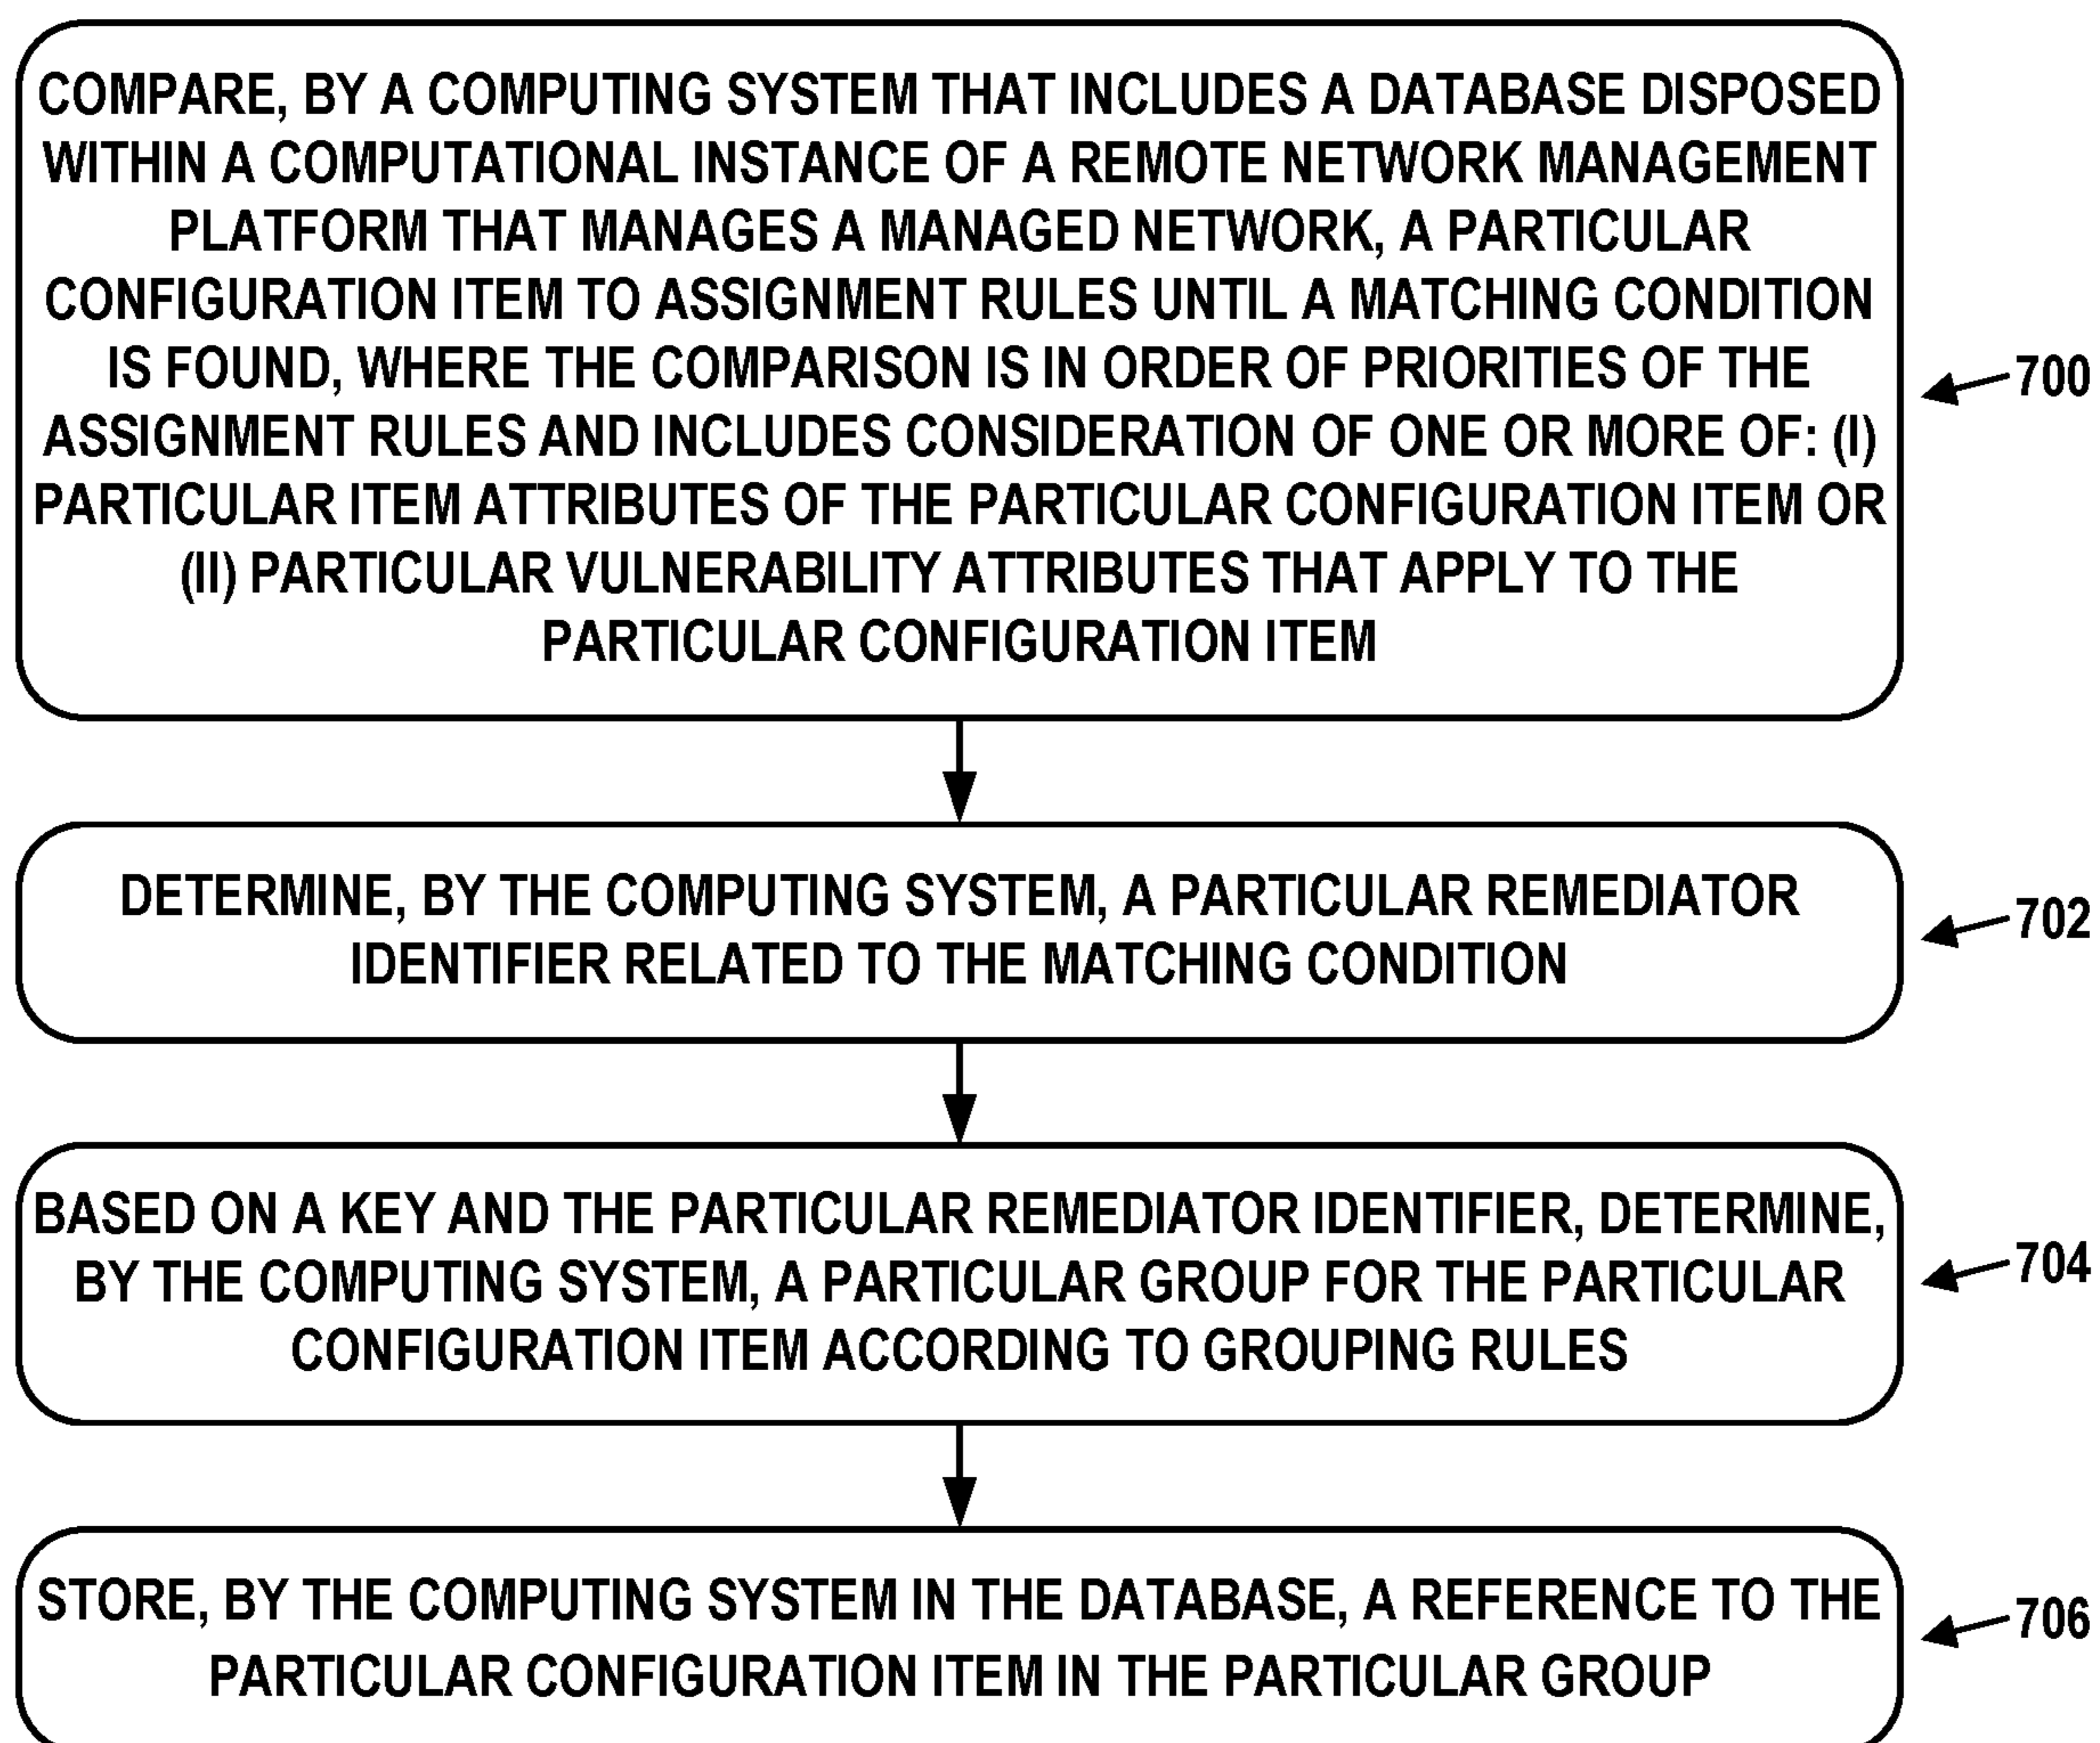 COMPARE, BY A COMPUTING SYSTEM THAT INCLUDES A DATABASE DISPOSED
WITHIN A COMPUTATIONAL INSTANCE OF A REMOTE NETWORK MANAGEMENT
PLATFORM THAT MANAGES A MANAGED NETWORK, A PARTICULAR
CONFIGURATION ITEM TO ASSIGNMENT RULES UNTIL A MATCHING CONDITION
IS FOUND, WHERE THE COMPARISON IS IN ORDER OF PRIORITIES OF THE
ASSIGNMENT RULES AND INCLUDES CONSIDERATION OF ONE OR MORE OF: (I)
PARTICULAR ITEM ATTRIBUTES OF THE PARTICULAR CONFIGURATION ITEM OR
(II) PARTICULAR VULNERABILITY ATTRIBUTES THAT APPLY TO THE
PARTICULAR CONFIGURATION ITEM
700
DETERMINE, BY THE COMPUTING SYSTEM, A PARTICULAR REMEDIATOR
IDENTIFIER RELATED TO THE MATCHING CONDITION
702
BASED ON A KEY AND THE PARTICULAR REMEDIATOR IDENTIFIER, DETERMINE,
BY THE COMPUTING SYSTEM, A PARTICULAR GROUP FOR THE PARTICULAR
CONFIGURATION ITEM ACCORDING TO GROUPING RULES
704
STORE, BY THE COMPUTING SYSTEM IN THE DATABASE, A REFERENCE TO THE
PARTICULAR CONFIGURATION ITEM IN THE PARTICULAR GROUP
706